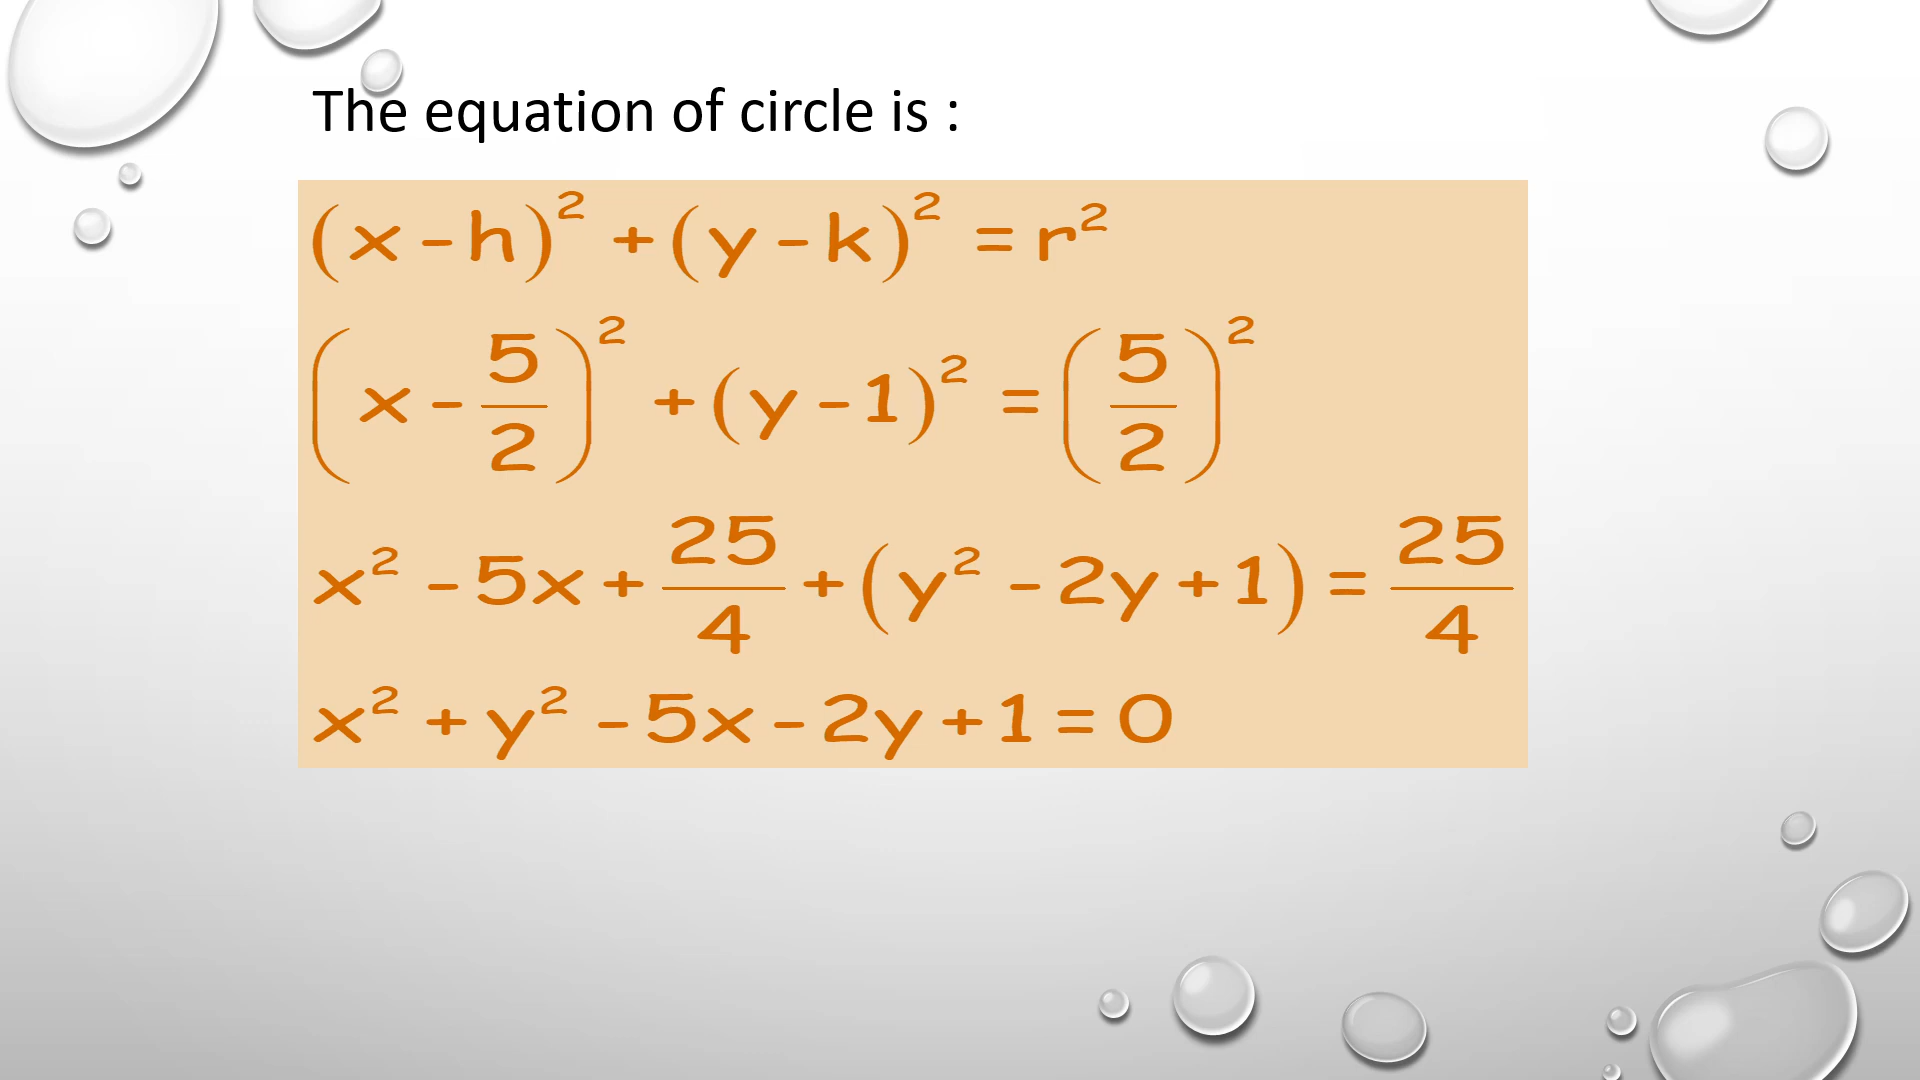 The equation of circle is :
(x - h)² + (y - k)² = r²
(x - 5/2)² + (y - 1)² = (5/2)²
x² - 5x + 25/4 + (y² - 2y + 1) = 25/4
x² + y² - 5x - 2y + 1 = 0